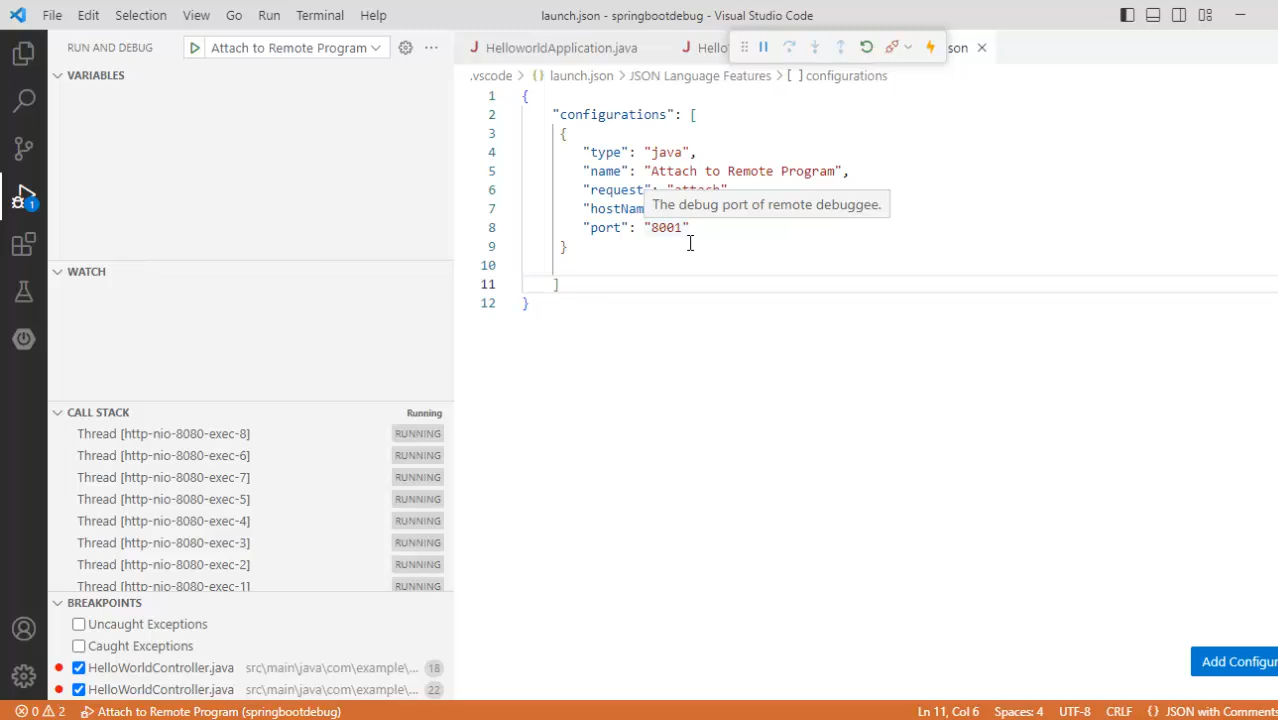 File Edit Selection View Go Run Terminal Help launch.json - springbootdebug - Visual Studio Code
RUN AND DEBUG Attach to Remote Program
HelloworldApplication.java
.vscode > {} launch.json > JSON Language Features > [ ] configurations
VARIABLES
WATCH
CALL STACK Running
Thread [http-nio-8080-exec-8] RUNNING
Thread [http-nio-8080-exec-6] RUNNING
Thread [http-nio-8080-exec-7] RUNNING
Thread [http-nio-8080-exec-5] RUNNING
Thread [http-nio-8080-exec-4] RUNNING
Thread [http-nio-8080-exec-3] RUNNING
Thread [http-nio-8080-exec-2] RUNNING
Thread [http-nio-8080-exec-1] RUNNING
BREAKPOINTS
Uncaught Exceptions
Caught Exceptions
HelloWorldController.java src\main\java\com\example\... 18
HelloWorldController.java src\main\java\com\example\... 22
1 {
2 "configurations": [
3 {
4 "type": "java",
5 "name": "Attach to Remote Program",
6 "request": "attach"
7 "hostNam
The debug port of remote debuggee.
8 "port": "8001"
9 }
10
11 ]
12 }
Add Configur
1
0 2 Attach to Remote Program (springbootdebug) Ln 11, Col 6 Spaces: 4 UTF-8 CRLF {} JSON with Comments